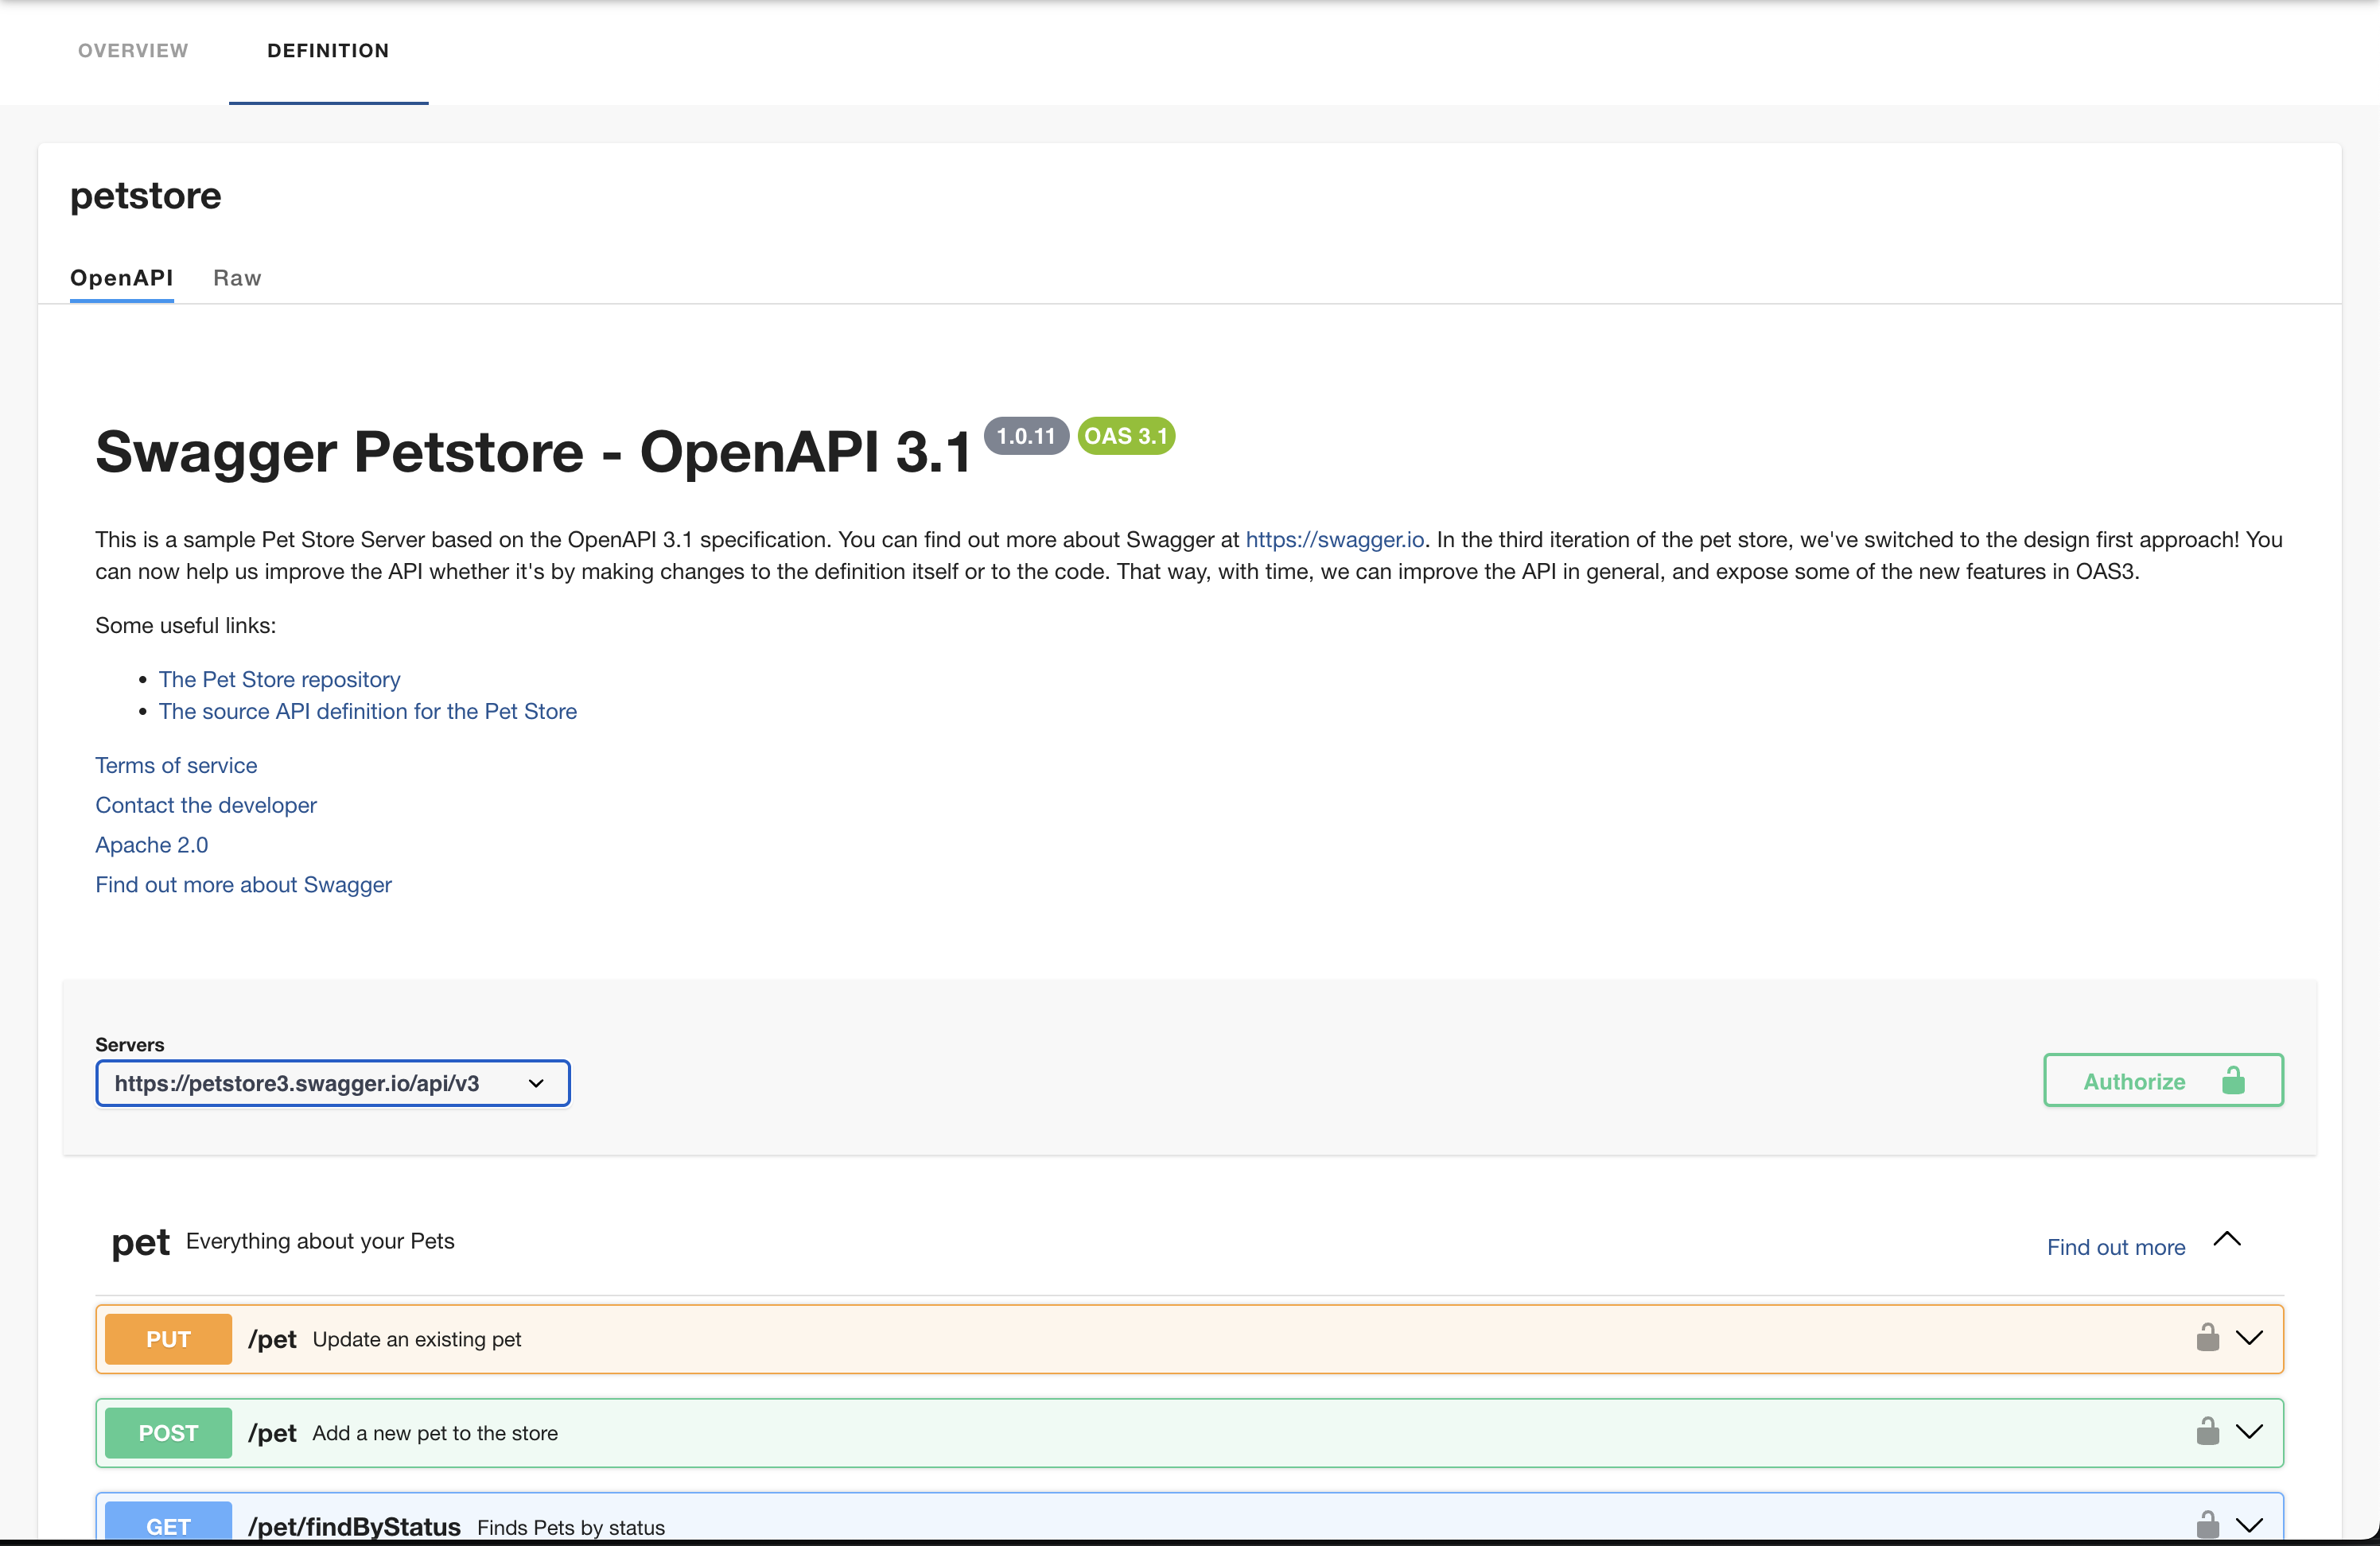 OVERVIEW DEFINITION
petstore
OpenAPI Raw
Swagger Petstore - OpenAPI 3.1 1.0.11 OAS 3.1
This is a sample Pet Store Server based on the OpenAPI 3.1 specification. You can find out more about Swagger at https://swagger.io. In the third iteration of the pet store, we've switched to the design first approach! You
can now help us improve the API whether it's by making changes to the definition itself or to the code. That way, with time, we can improve the API in general, and expose some of the new features in OAS3.
Some useful links:
• The Pet Store repository
• The source API definition for the Pet Store
Terms of service
Contact the developer
Apache 2.0
Find out more about Swagger
Servers
https://petstore3.swagger.io/api/v3
Authorize
pet Everything about your Pets Find out more
PUT /pet Update an existing pet
POST /pet Add a new pet to the store
GET /pet/findByStatus Finds Pets by status